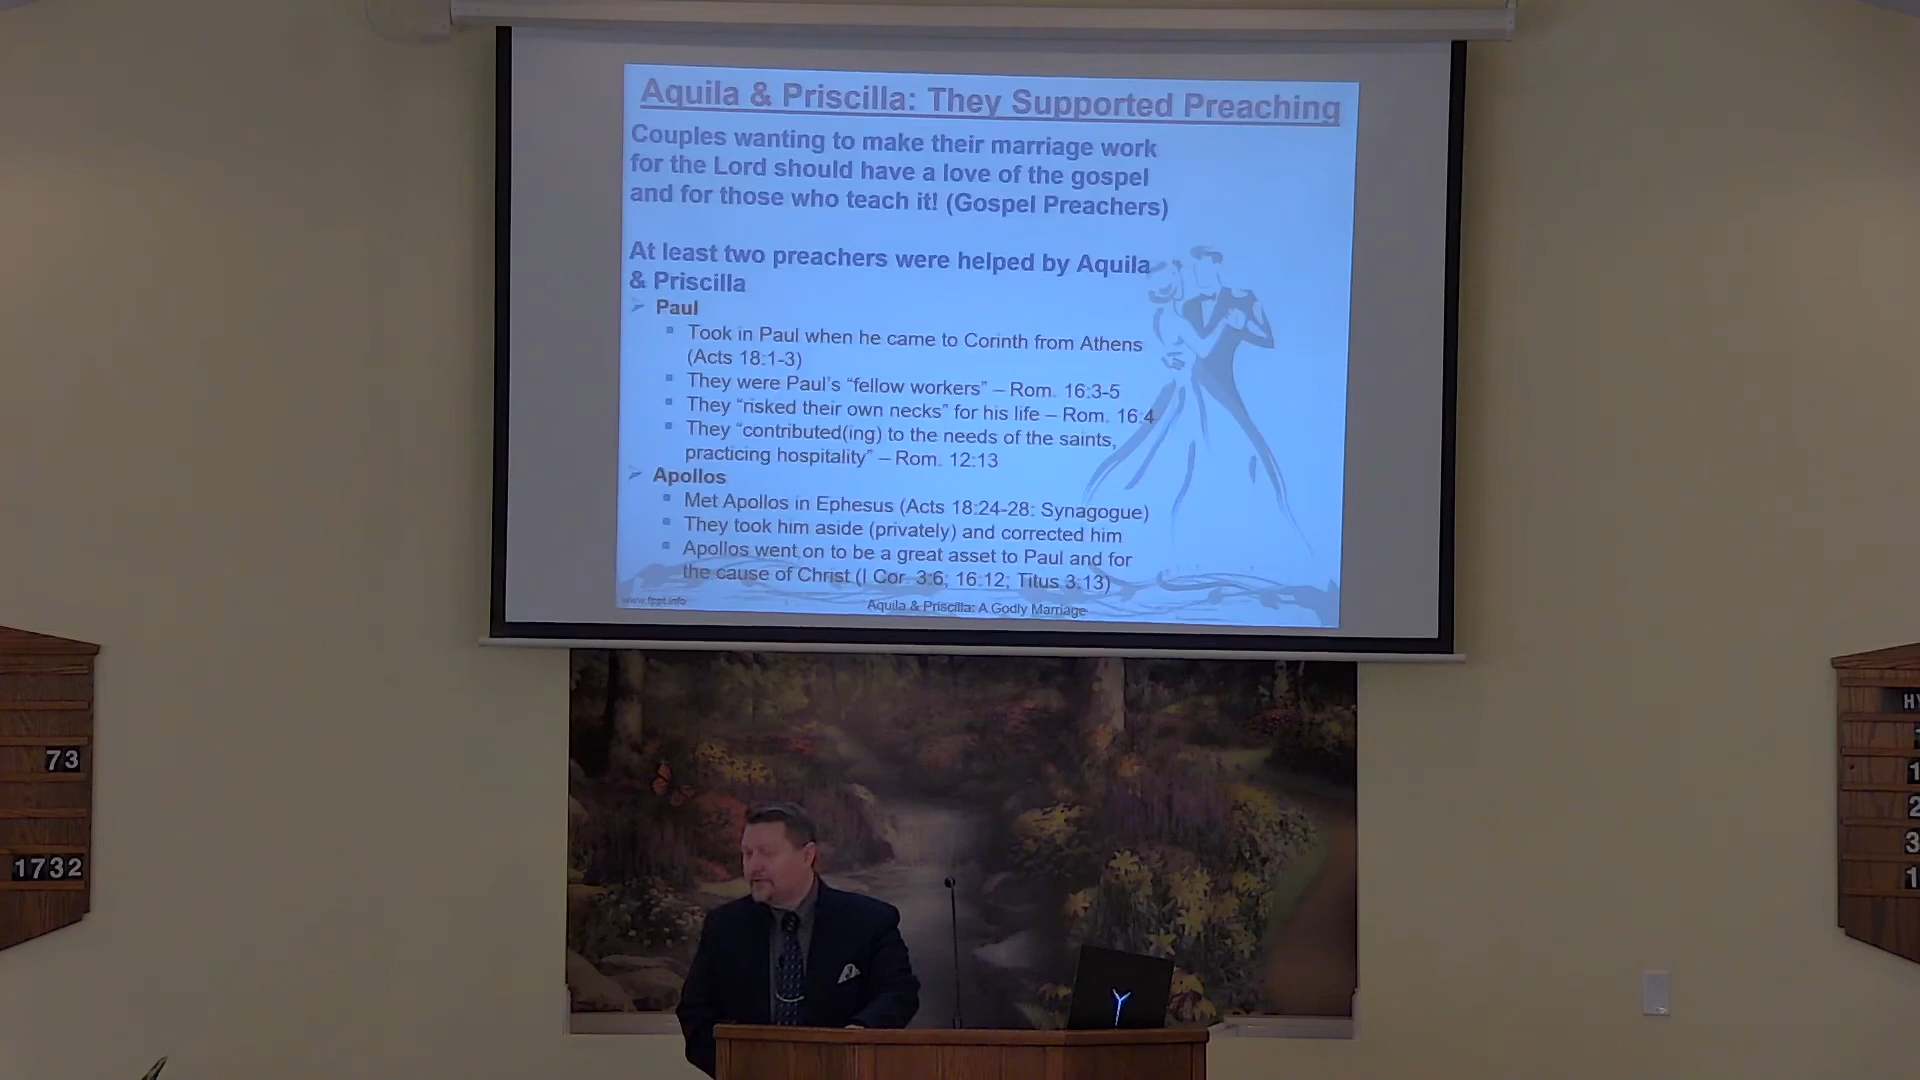 Aquila & Priscilla: They Supported Preaching
Couples wanting to make their marriage work
for the Lord should have a love of the gospel
and for those who teach it! (Gospel Preachers)
At least two preachers were helped by Aquila
& Priscilla
➢ Paul
▪ Took in Paul when he came to Corinth from Athens
(Acts 18:1-3)
▪ They were Paul's “fellow workers” – Rom. 16:3-5
▪ They “risked their own necks” for his life – Rom. 16:4
▪ They “contributed(ing) to the needs of the saints,
practicing hospitality” – Rom. 12:13
➢ Apollos
▪ Met Apollos in Ephesus (Acts 18:24-28: Synagogue)
▪ They took him aside (privately) and corrected him
▪ Apollos went on to be a great asset to Paul and for
the cause of Christ (I Cor. 3:6; 16:12; Titus 3:13)
www.fppt.info
Aquila & Priscilla: A Godly Marriage
73
1732
HY
1
1
2
3
1